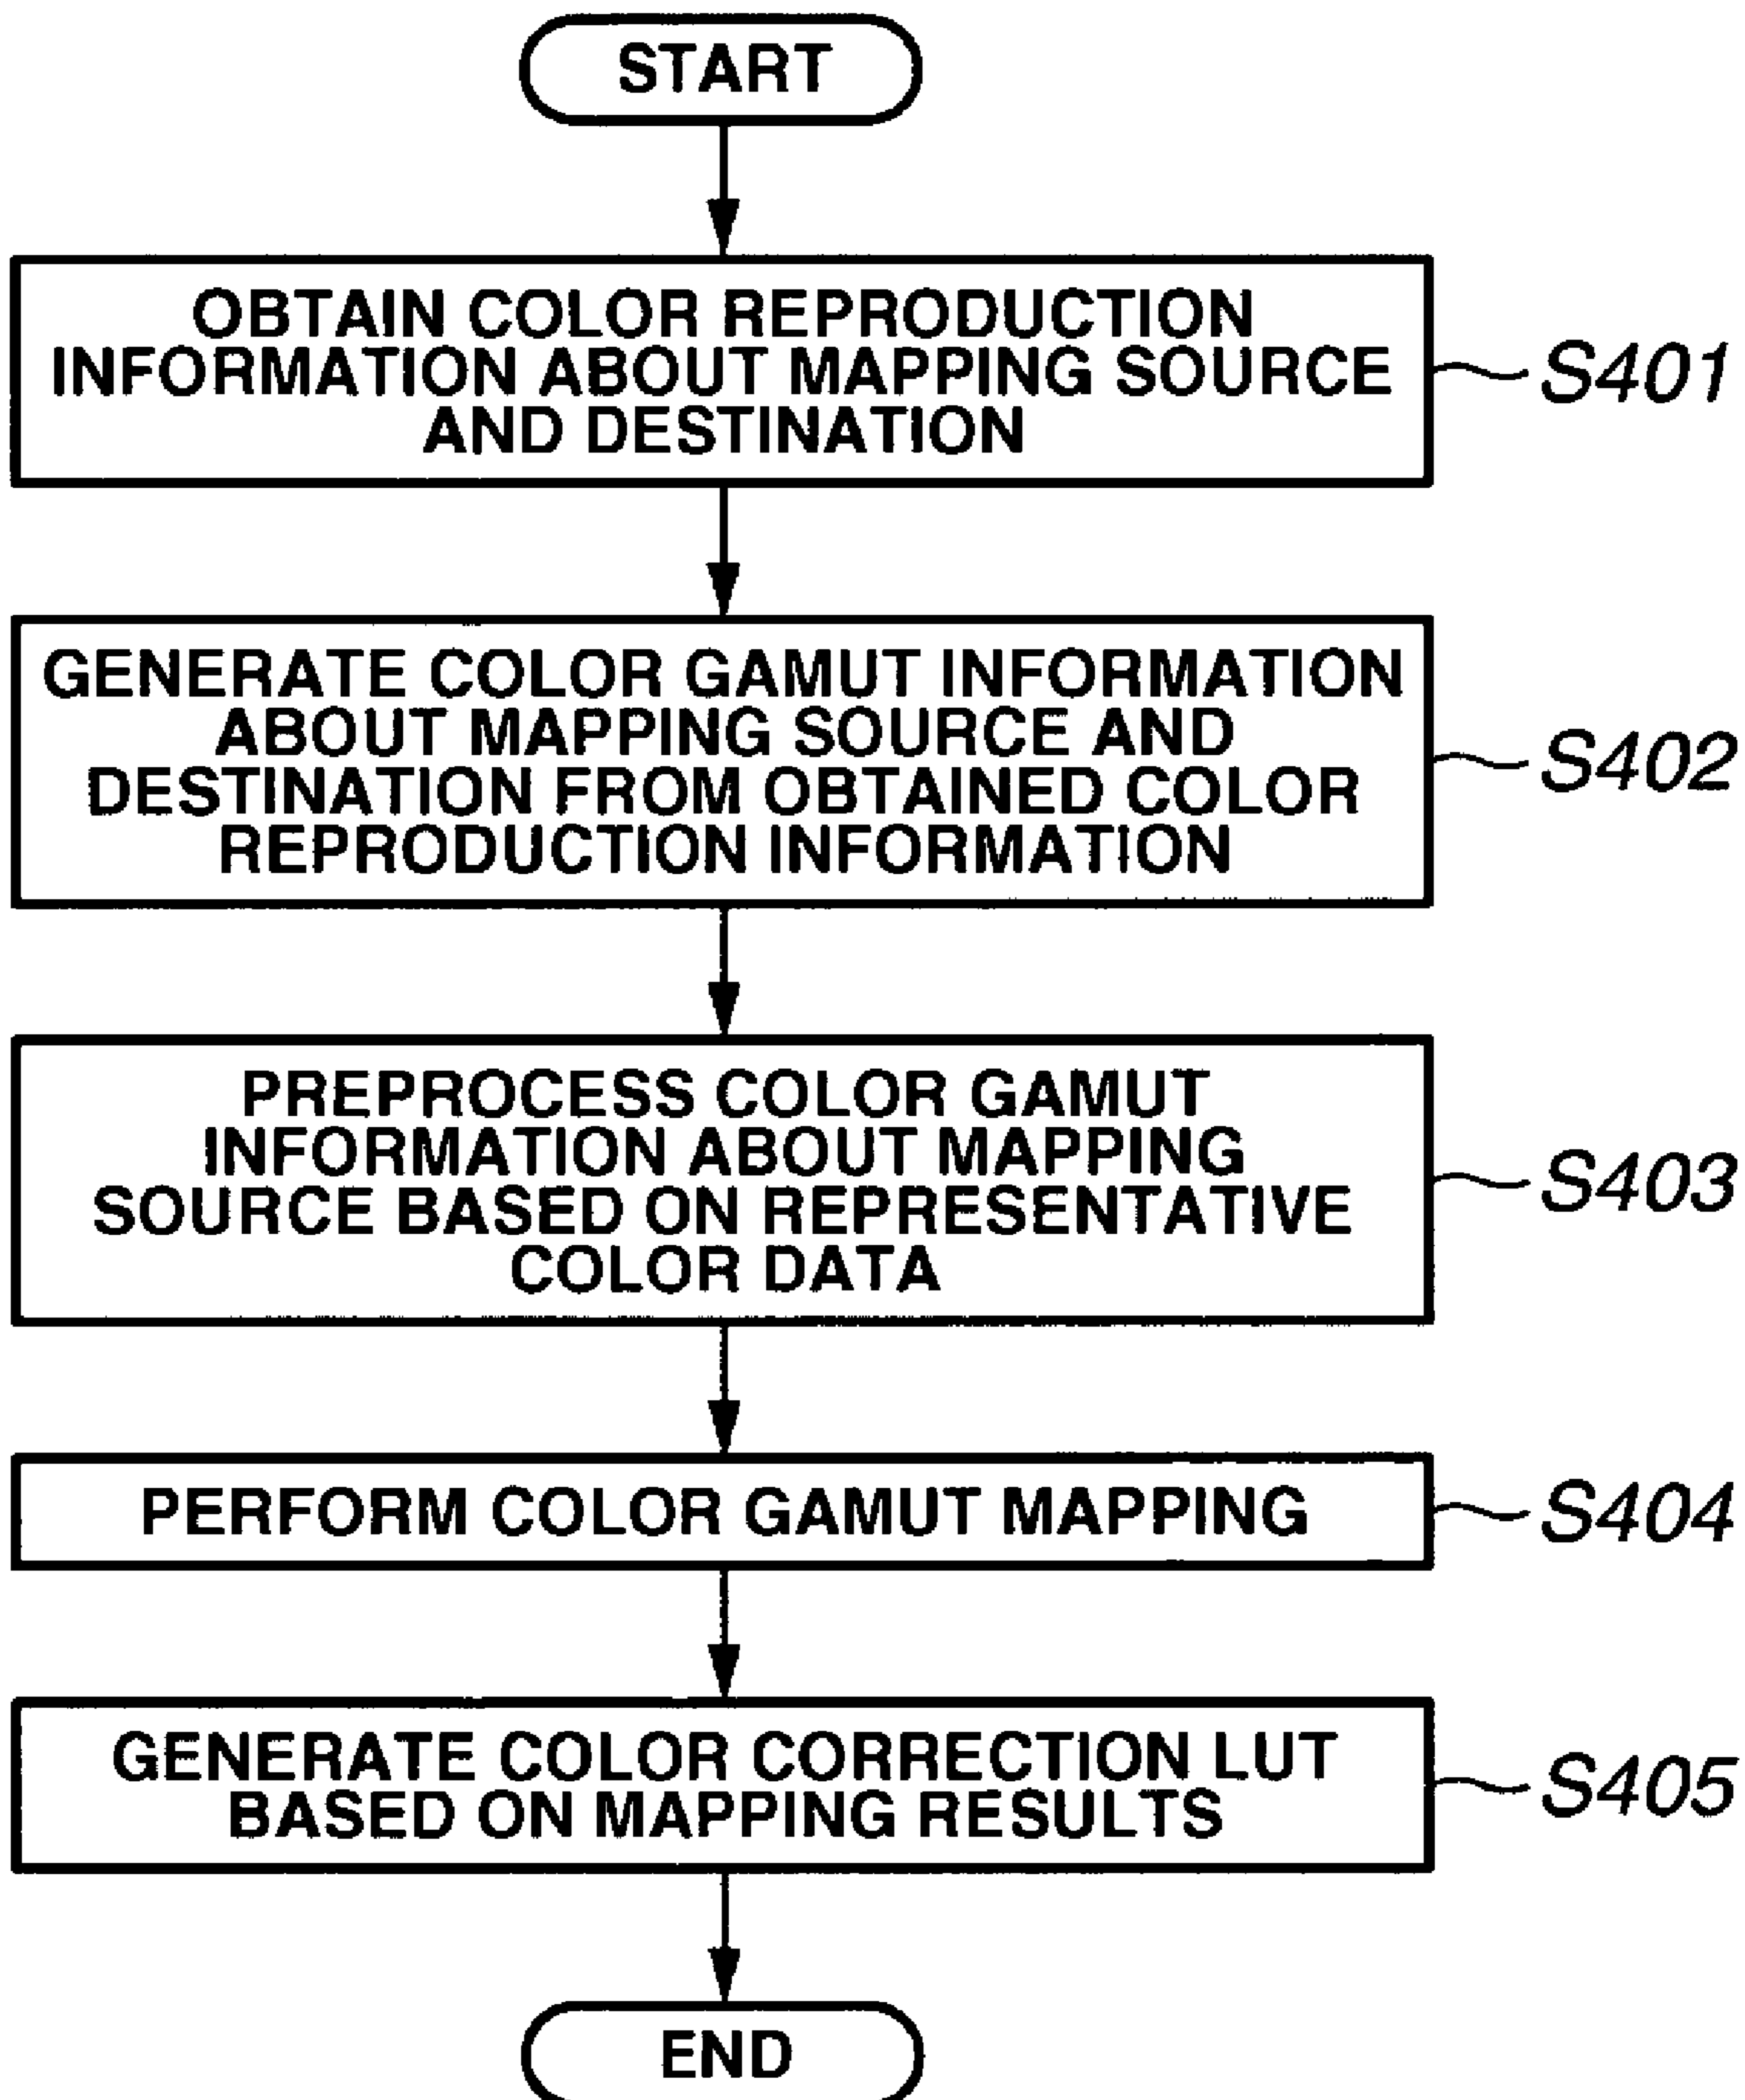 START
OBTAIN COLOR REPRODUCTION
INFORMATION ABOUT MAPPING SOURCE
AND DESTINATION
S401
GENERATE COLOR GAMUT INFORMATION
ABOUT MAPPING SOURCE AND
DESTINATION FROM OBTAINED COLOR
REPRODUCTION INFORMATION
S402
PREPROCESS COLOR GAMUT
INFORMATION ABOUT MAPPING
SOURCE BASED ON REPRESENTATIVE
COLOR DATA
S403
PERFORM COLOR GAMUT MAPPING
S404
GENERATE COLOR CORRECTION LUT
BASED ON MAPPING RESULTS
S405
END